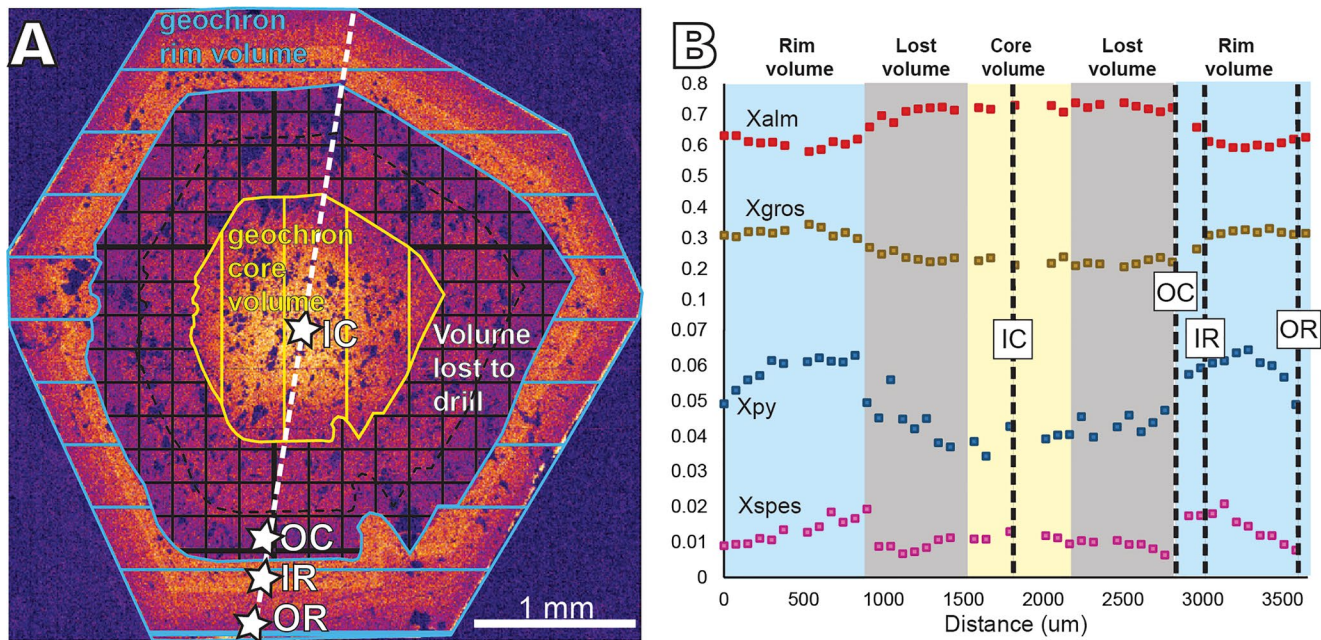 A
geochron
rim volume
geochron
core
volume
IC
Volume
lost to
drill
OC
IR
OR
1 mm
B
Rim volume
Lost volume
Core volume
Lost volume
Rim volume
0.8
0.7
0.6
0.5
0.4
0.3
0.2
0.1
0.07
0.06
0.05
0.04
0.03
0.02
0.01
0
Xalm
Xgros
Xpy
Xspes
IC
OC
IR
OR
0 500 1000 1500 2000 2500 3000 3500
Distance (um)